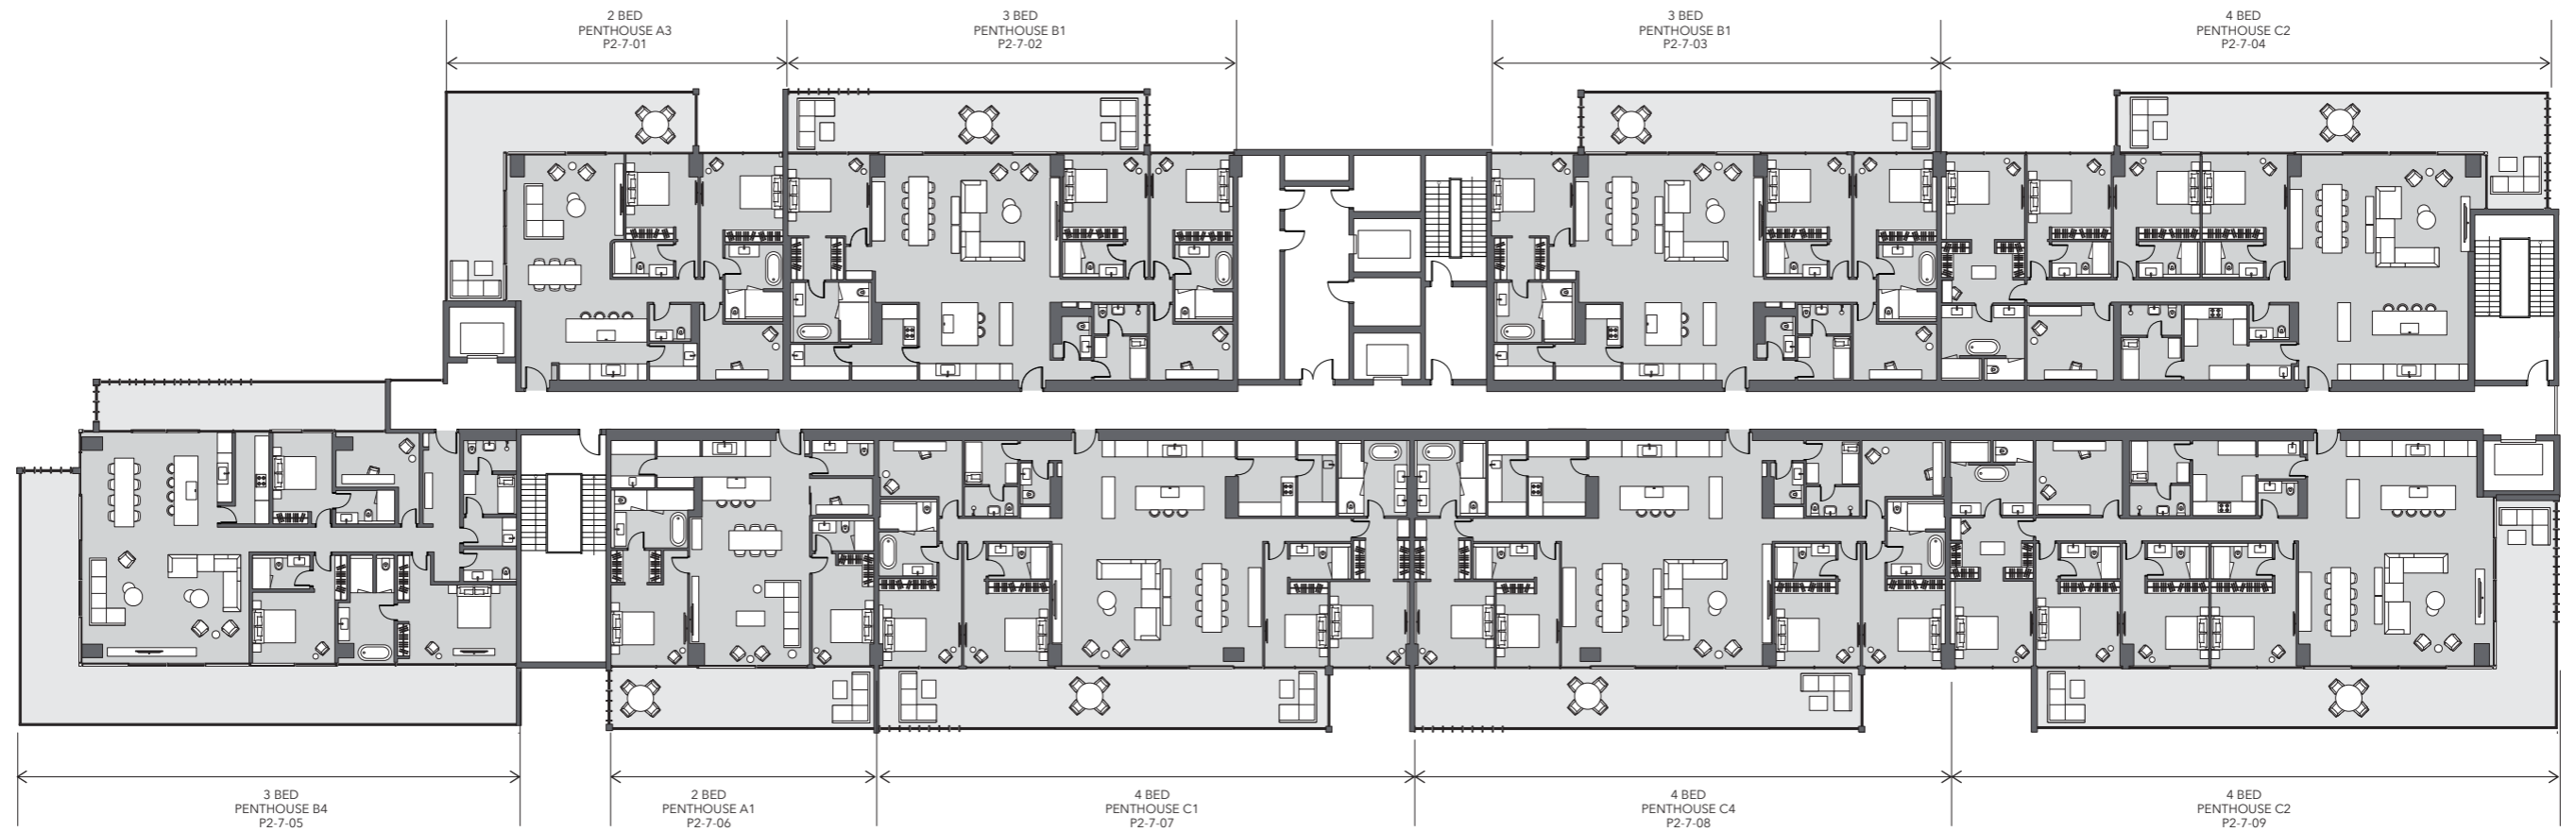 2 BED
PENTHOUSE A3
P2-7-01
3 BED
PENTHOUSE B1
P2-7-02
3 BED
PENTHOUSE B1
P2-7-03
4 BED
PENTHOUSE C2
P2-7-04
3 BED
PENTHOUSE B4
P2-7-05
2 BED
PENTHOUSE A1
P2-7-06
4 BED
PENTHOUSE C1
P2-7-07
4 BED
PENTHOUSE C4
P2-7-08
4 BED
PENTHOUSE C2
P2-7-09